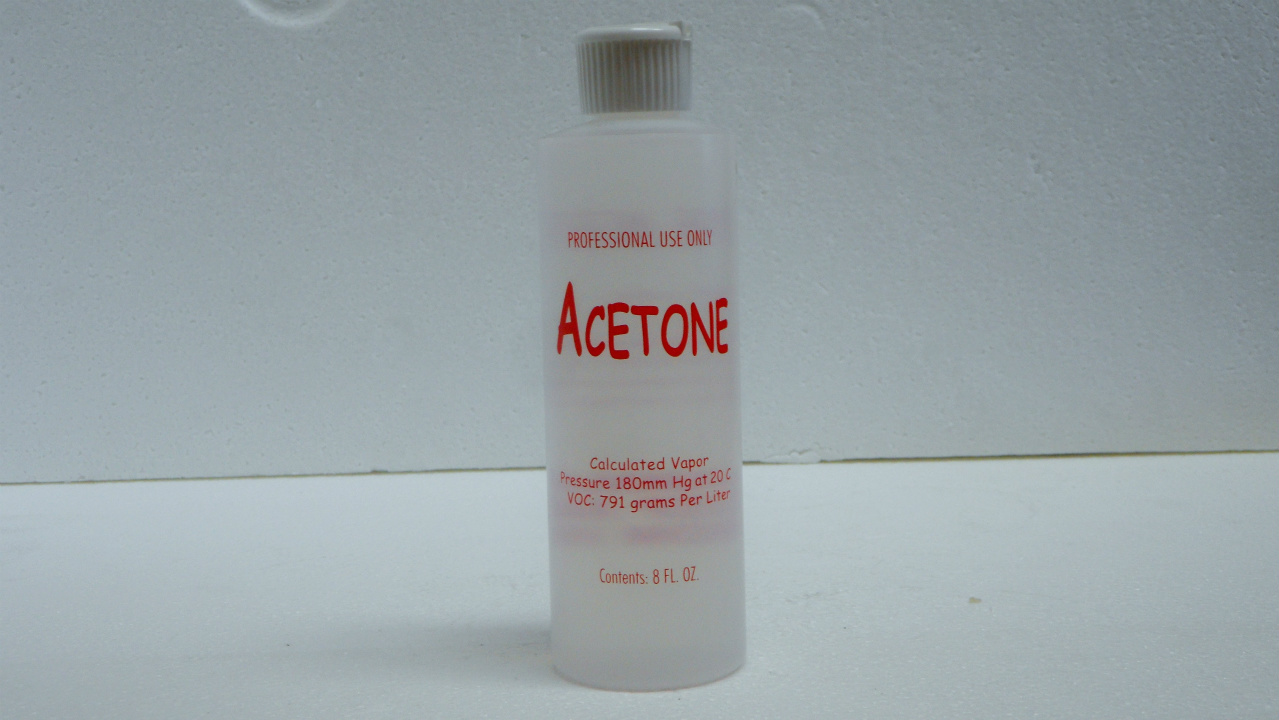 PROFESSIONAL USE ONLY
ACETONE
Calculated Vapor
Pressure 180mm Hg at 20 C
VOC: 791 grams Per Liter
Contents: 8 FL. OZ.